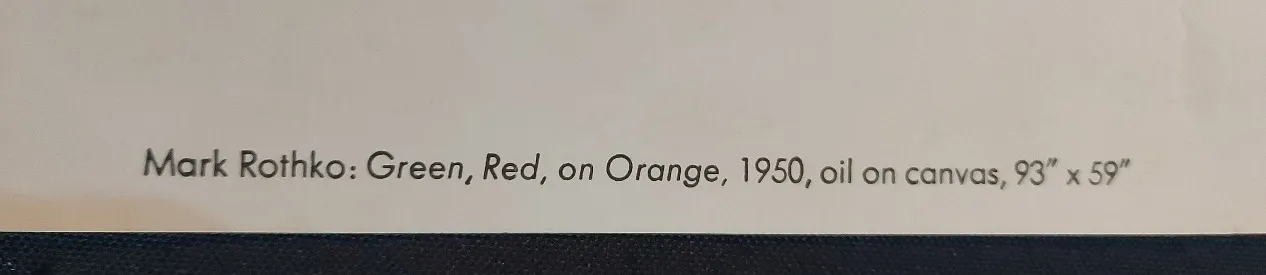 Mark Rothko: Green, Red, on Orange, 1950, oil on canvas, 93" x 59"